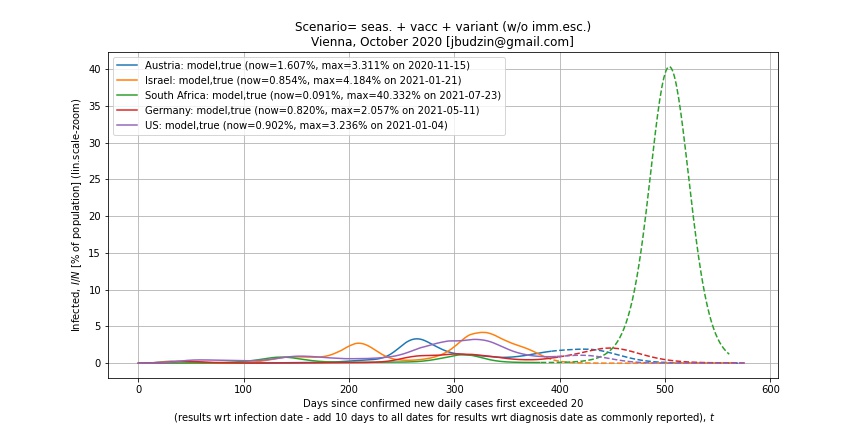 Scenario= seas. + vacc + variant (w/o imm.esc.)
Vienna, October 2020 [jbudzin@gmail.com]
Austria: model,true (now=1.607%, max=3.311% on 2020-11-15)
Israel: model,true (now=0.854%, max=4.184% on 2021-01-21)
South Africa: model,true (now=0.091%, max=40.332% on 2021-07-23)
Germany: model,true (now=0.820%, max=2.057% on 2021-05-11)
US: model,true (now=0.902%, max=3.236% on 2021-01-04)
Infected, I/N [% of population] (lin.scale-zoom)
40
35
30
25
20
15
10
5
0
0 100 200 300 400 500 600
Days since confirmed new daily cases first exceeded 20
(results wrt infection date - add 10 days to all dates for results wrt diagnosis date as commonly reported), t